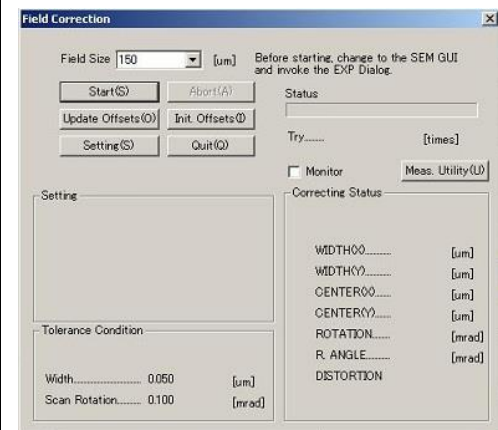 Field Correction
Field Size 150 [um]
Before starting, change to the SEM GUI
and invoke the EXP Dialog.
Start(S) Abort(A)
Status
Update Offsets(O) Init. Offsets(I)
Try....... [times]
Setting(S) Quit(Q)
Monitor Meas. Utility(U)
Setting
Correcting Status
WIDTH(X)......... [um]
WIDTH(Y)......... [um]
CENTER(X)....... [um]
CENTER(Y)....... [um]
ROTATION....... [mrad]
R. ANGLE......... [mrad]
DISTORTION
Tolerance Condition
Width...................... 0.050 [um]
Scan Rotation......... 0.100 [mrad]